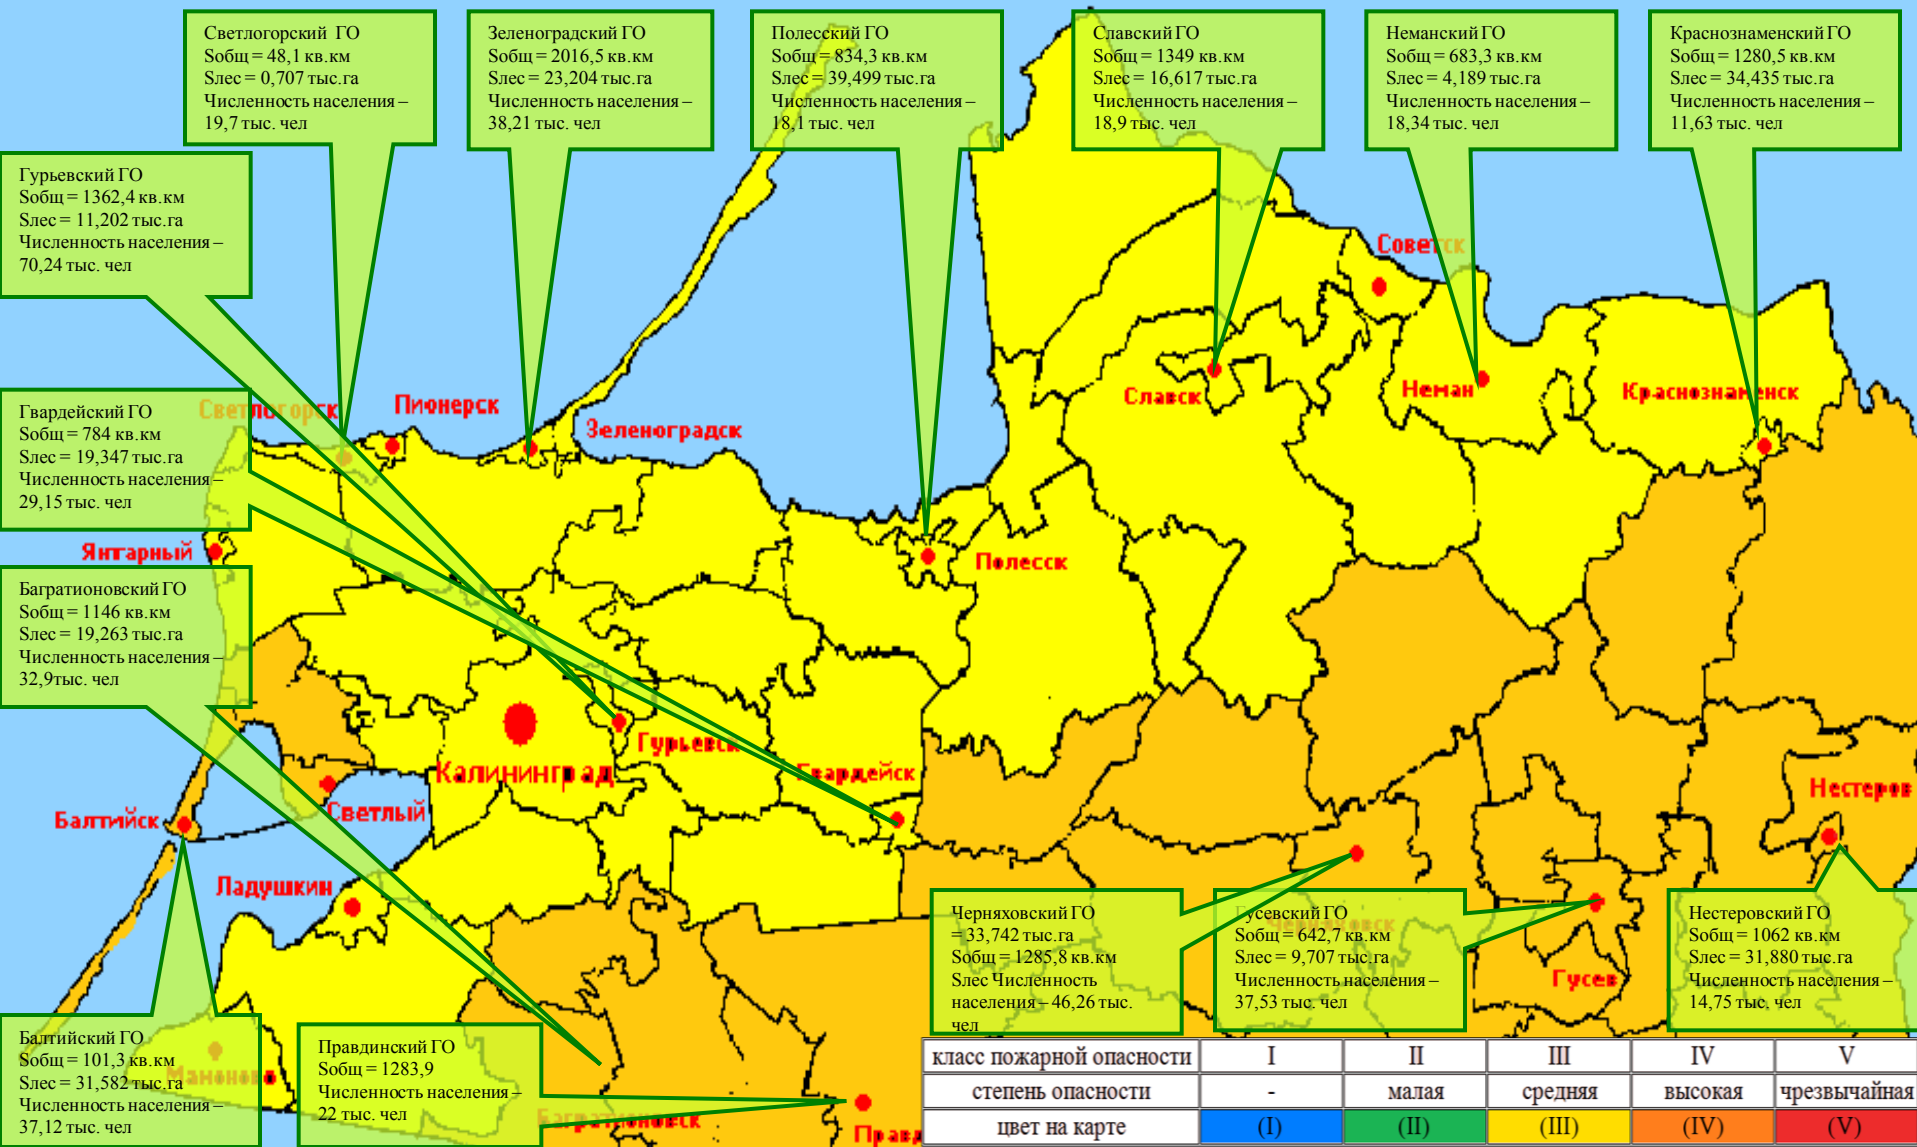 Светлогорский ГО
Sобщ = 48,1 кв.км
Sлес = 0,707 тыс.га
Численность населения –
19,7 тыс. чел
Зеленоградский ГО
Sобщ = 2016,5 кв.км
Sлес = 23,204 тыс.га
Численность населения –
38,21 тыс. чел
Полесский ГО
Sобщ = 834,3 кв.км
Sлес = 39,499 тыс.га
Численность населения –
18,1 тыс. чел
Славский ГО
Sобщ = 1349 кв.км
Sлес = 16,617 тыс.га
Численность населения –
18,9 тыс. чел
Неманский ГО
Sобщ = 683,3 кв.км
Sлес = 4,189 тыс.га
Численность населения –
18,34 тыс. чел
Краснознаменский ГО
Sобщ = 1280,5 кв.км
Sлес = 34,435 тыс.га
Численность населения –
11,63 тыс. чел
Гурьевский ГО
Sобщ = 1362,4 кв.км
Sлес = 11,202 тыс.га
Численность населения –
70,24 тыс. чел
Советск
Гвардейский ГО
Sобщ = 784 кв.км
Sлес = 19,347 тыс.га
Численность населения –
29,15 тыс. чел
Светлогорск
Пионерск
Зеленоградск
Славск
Неман
Краснознаменск
Янтарный
Полесск
Багратионовский ГО
Sобщ = 1146 кв.км
Sлес = 19,263 тыс.га
Численность населения –
32,9тыс. чел
Гурьевск
Калининград
Гвардейск
Нестеров
Балтийск
Светлый
Ладушкин
Черняховский ГО
= 33,742 тыс.га
Sобщ = 1285,8 кв.км
Sлес Численность
населения – 46,26 тыс.
чел
Черняховск
Гусевский ГО
Sобщ = 642,7 кв.км
Sлес = 9,707 тыс.га
Численность населения –
37,53 тыс. чел
Гусев
Нестеровский ГО
Sобщ = 1062 кв.км
Sлес = 31,880 тыс.га
Численность населения –
14,75 тыс. чел
Балтийский ГО
Sобщ = 101,3 кв.км
Sлес = 31,582 тыс.га
Численность населения –
37,12 тыс. чел
Мамоново
Правдинский ГО
Sобщ = 1283,9
Численность населения –
22 тыс. чел
Багратионовск
Правд
класс пожарной опасности I II III IV V
степень опасности - малая средняя высокая чрезвычайная
цвет на карте (I) (II) (III) (IV) (V)